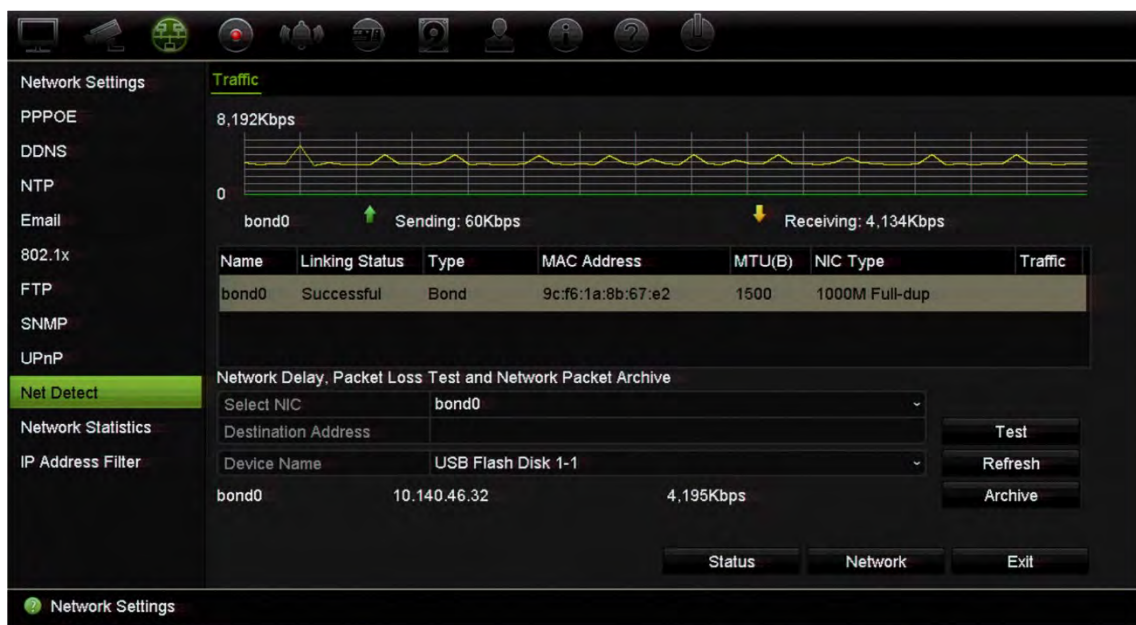 Network Settings
PPPOE
DDNS
NTP
Email
802.1x
FTP
SNMP
UPnP
Net Detect
Network Statistics
IP Address Filter
Traffic
8,192Kbps
0
bond0 Sending: 60Kbps Receiving: 4,134Kbps
Name Linking Status Type MAC Address MTU(B) NIC Type Traffic
bond0 Successful Bond 9c:f6:1a:8b:67:e2 1500 1000M Full-dup
Network Delay, Packet Loss Test and Network Packet Archive
Select NIC bond0
Destination Address Test
Device Name USB Flash Disk 1-1 Refresh
bond0 10.140.46.32 4,195Kbps Archive
Status Network Exit
Network Settings